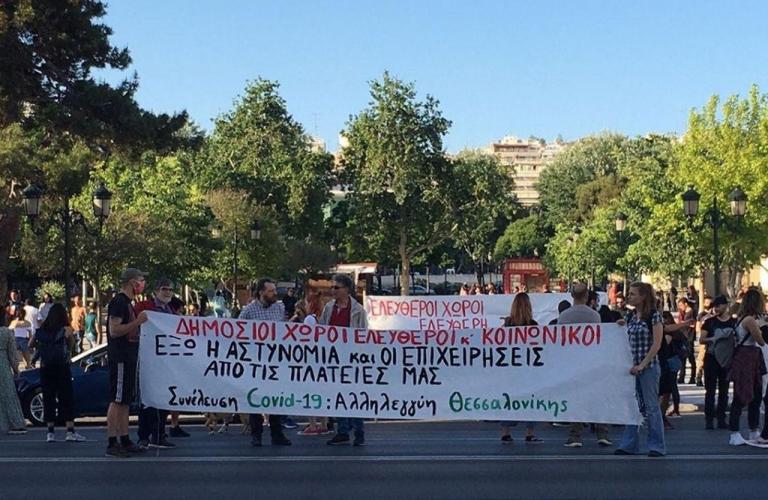 ΕΛΕΥΘΕΡΟΙ ΧΩΡΟΙ
ΕΛΕΥΘΕΡΗ
ΔΗΜΟΣΙΟΙ ΧΩΡΟΙ ΕΛΕΥΘΕΡΟΙ κ' ΚΟΙΝΩΝΙΚΟΙ
ΕΞΩ Η ΑΣΤΥΝΟΜΙΑ και ΟΙ ΕΠΙΧΕΙΡΗΣΕΙΣ
ΑΠΟ ΤΙΣ ΠΛΑΤΕΙΕΣ ΜΑΣ
Συνέλευση Covid-19: Αλληλεγγύη Θεσσαλονίκης